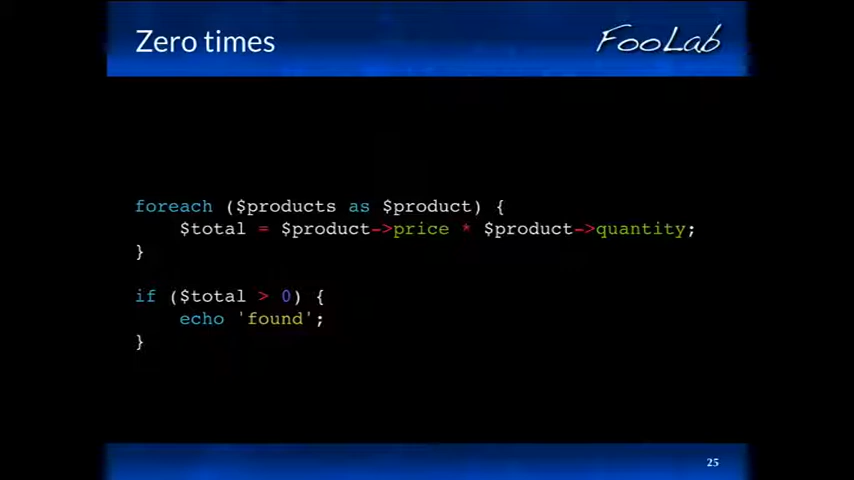 Zero times
FooLab
foreach ($products as $product) {
    $total = $product->price * $product->quantity;
}
if ($total > 0) {
    echo 'found';
}
25